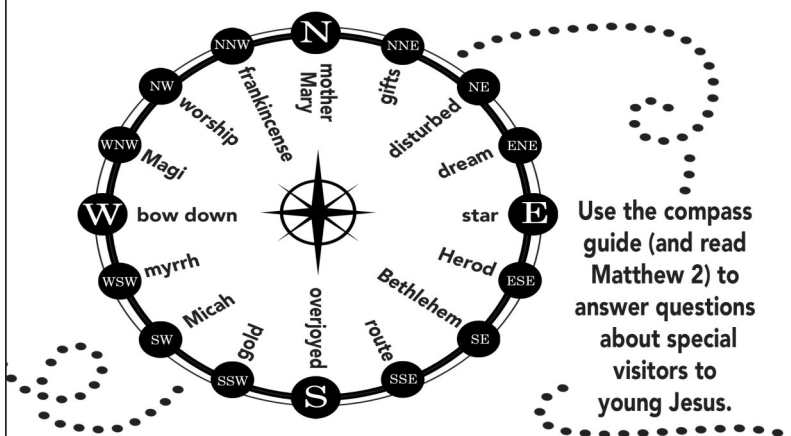 N
NNE
NE
ENE
E
ESE
SE
SSE
S
SSW
SW
WSW
W
WNW
NW
NNW
mother
Mary
gifts
disturbed
dream
star
Herod
Bethlehem
route
overjoyed
gold
Micah
myrrh
bow down
Magi
worship
frankincense
Use the compass
guide (and read
Matthew 2) to
answer questions
about special
visitors to
young Jesus.